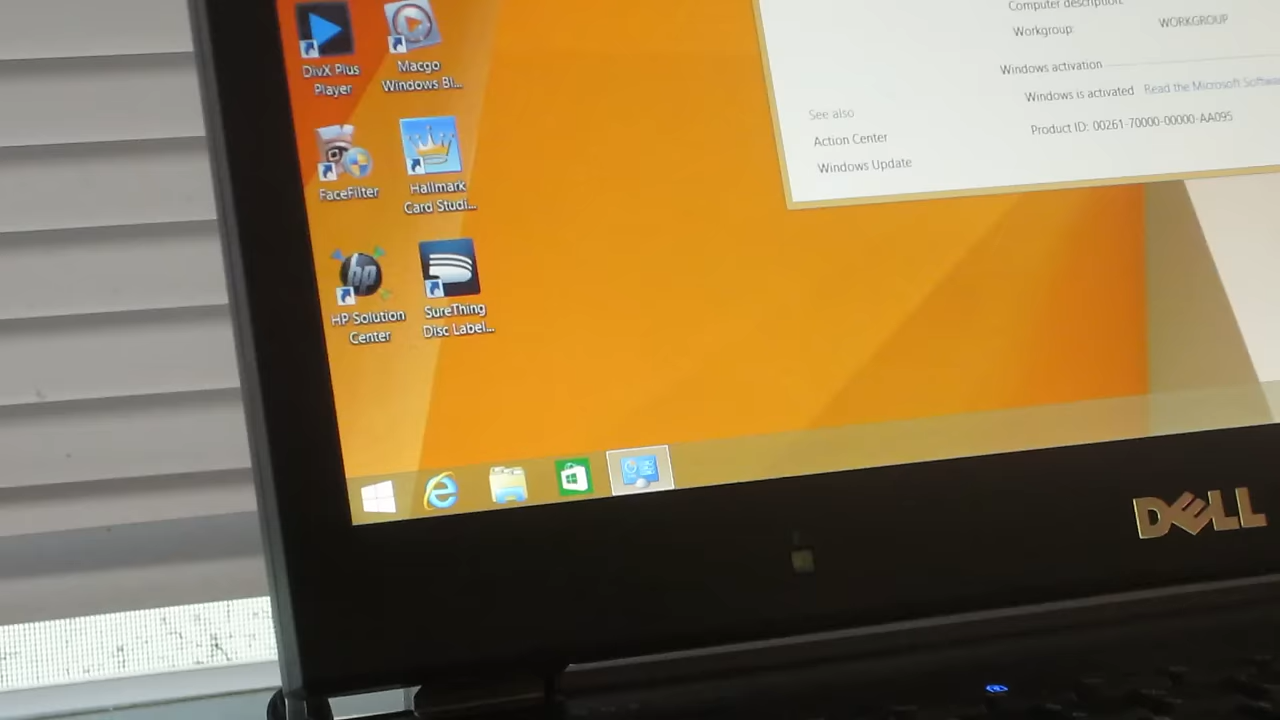 DivX Plus
Player
Macgo
Windows Bl...
FaceFilter
Hallmark
Card Studi...
hp
HP Solution
Center
SureThing
Disc Label...
Computer description:
Workgroup: WORKGROUP
Windows activation
Windows is activated Read the Microsoft Softwa
Product ID: 00261-70000-00000-AA095
See also
Action Center
Windows Update
DELL